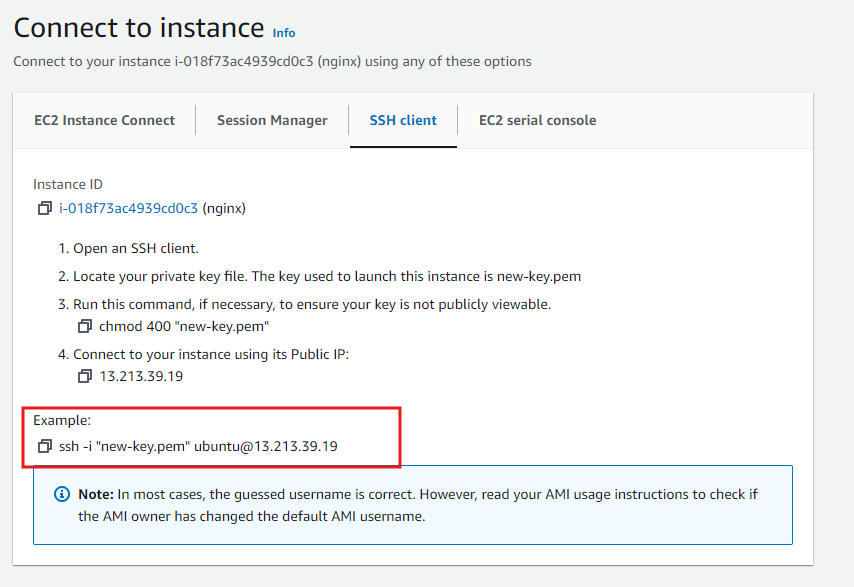 Connect to instance Info
Connect to your instance i-018f73ac4939cd0c3 (nginx) using any of these options
EC2 Instance Connect Session Manager SSH client EC2 serial console
Instance ID
i-018f73ac4939cd0c3 (nginx)
1. Open an SSH client.
2. Locate your private key file. The key used to launch this instance is new-key.pem
3. Run this command, if necessary, to ensure your key is not publicly viewable.
chmod 400 "new-key.pem"
4. Connect to your instance using its Public IP:
13.213.39.19
Example:
ssh -i "new-key.pem" ubuntu@13.213.39.19
Note: In most cases, the guessed username is correct. However, read your AMI usage instructions to check if
the AMI owner has changed the default AMI username.